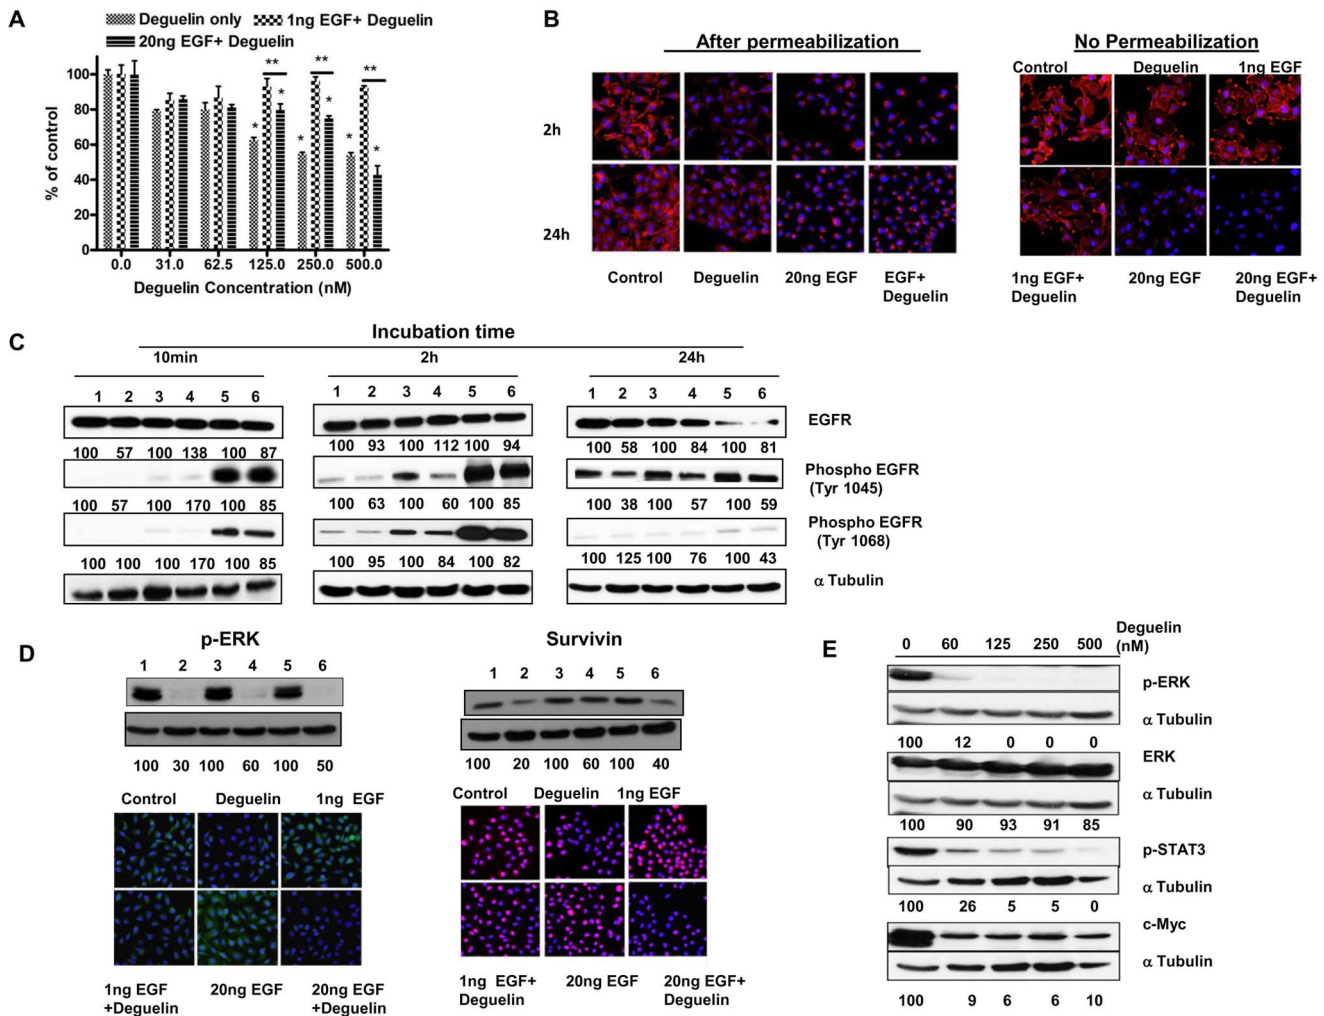 A
Deguelin only
1ng EGF+ Deguelin
20ng EGF+ Deguelin
% of control
100
80
60
40
20
0
**
**
**
*
*
*
*
*
*
0.0 31.0 62.5 125.0 250.0 500.0
Deguelin Concentration (nM)
B
After permeabilization
2h
24h
Control Deguelin 20ng EGF EGF+
Deguelin
No Permeabilization
Control Deguelin 1ng EGF
1ng EGF+ 20ng EGF 20ng EGF+
Deguelin Deguelin
C
Incubation time
10min 2h 24h
1 2 3 4 5 6 1 2 3 4 5 6 1 2 3 4 5 6
EGFR
100 57 100 138 100 87 100 93 100 112 100 94 100 58 100 84 100 81
Phospho EGFR
(Tyr 1045)
100 57 100 170 100 85 100 63 100 60 100 85 100 38 100 57 100 59
Phospho EGFR
(Tyr 1068)
100 100 100 170 100 85 100 95 100 84 100 82 100 125 100 76 100 43
α Tubulin
D
p-ERK
1 2 3 4 5 6
100 30 100 60 100 50
Control Deguelin 1ng EGF
1ng EGF 20ng EGF 20ng EGF
+Deguelin +Deguelin
Survivin
1 2 3 4 5 6
100 20 100 60 100 40
Control Deguelin 1ng EGF
1ng EGF+ 20ng EGF 20ng EGF+
Deguelin Deguelin
E
Deguelin
(nM)
0 60 125 250 500
p-ERK
α Tubulin
100 12 0 0 0
ERK
α Tubulin
100 90 93 91 85
p-STAT3
α Tubulin
100 26 5 5 0
c-Myc
α Tubulin
100 9 6 6 10